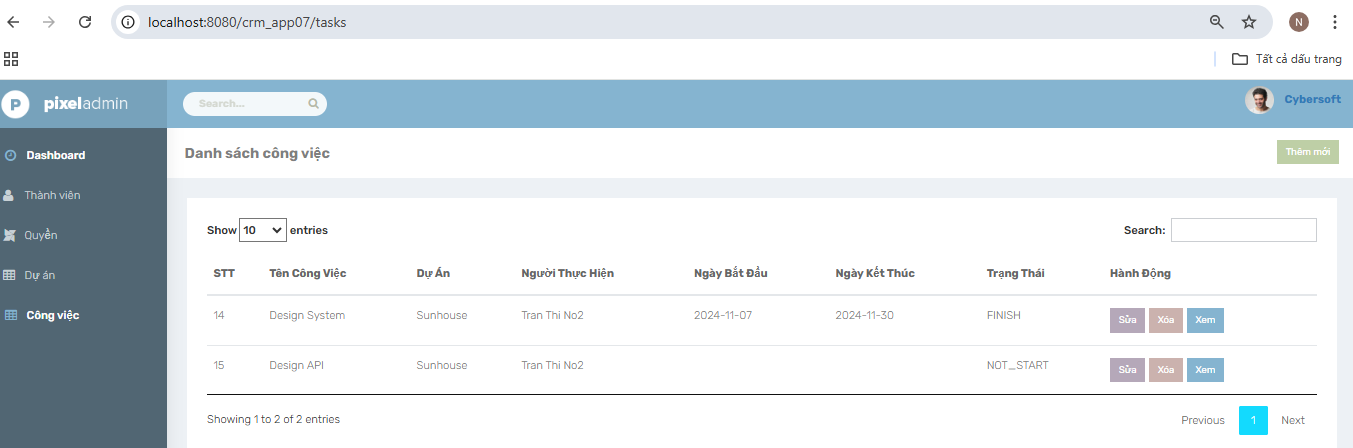 localhost:8080/crm_app07/tasks
N
Tất cả dấu trang
P pixeladmin
Search...
Cybersoft
Dashboard
Thành viên
Quyền
Dự án
Công việc
Danh sách công việc
Thêm mới
Show 10 entries
Search:
STT Tên Công Việc Dự Án Người Thực Hiện Ngày Bắt Đầu Ngày Kết Thúc Trạng Thái Hành Động
14 Design System Sunhouse Tran Thi No2 2024-11-07 2024-11-30 FINISH Sửa Xóa Xem
15 Design API Sunhouse Tran Thi No2 NOT_START Sửa Xóa Xem
Showing 1 to 2 of 2 entries
Previous 1 Next